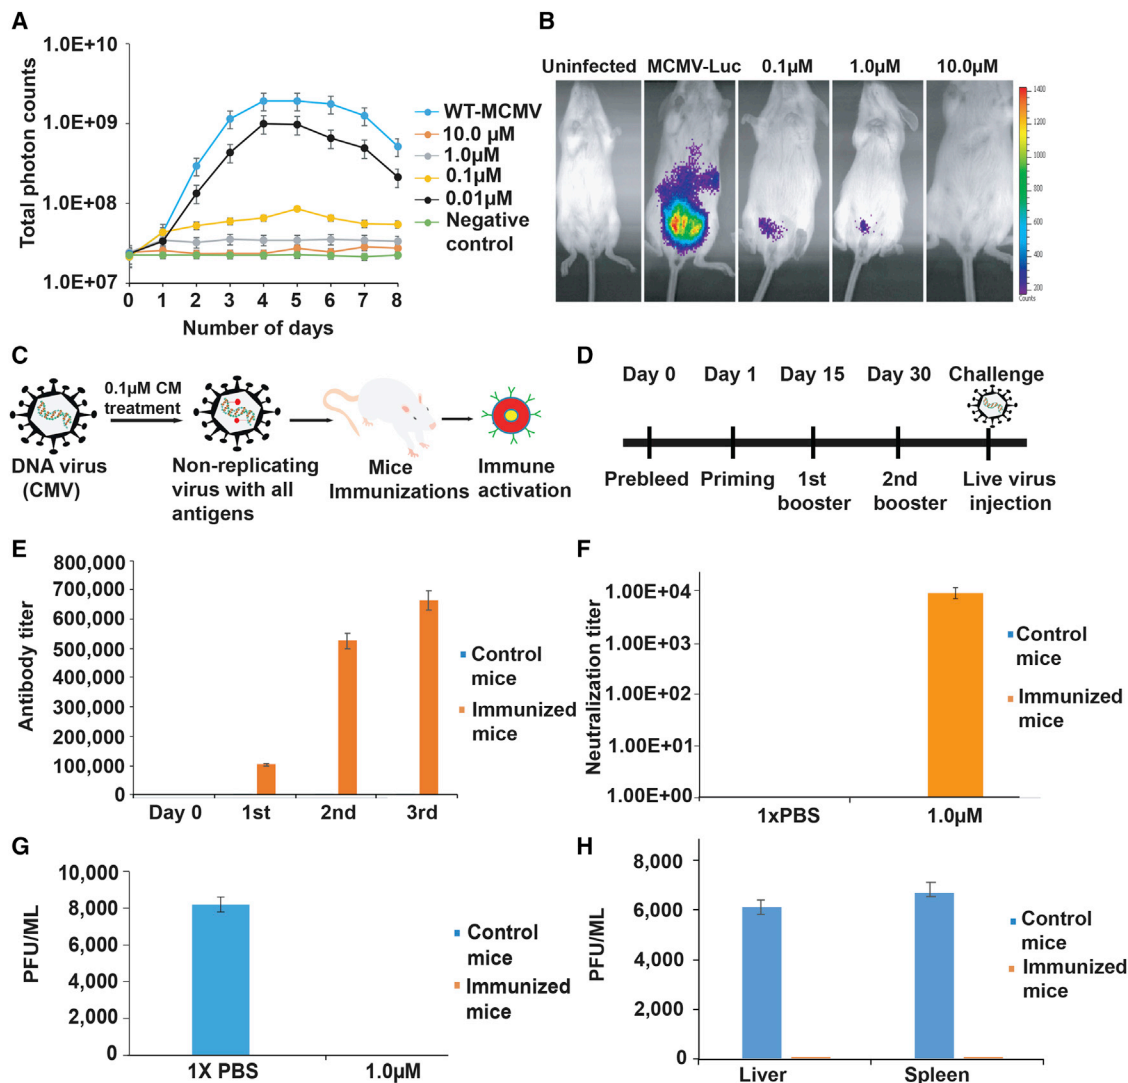 A
1.0E+10
1.0E+09
1.0E+08
1.0E+07
Total photon counts
0 1 2 3 4 5 6 7 8
Number of days
WT-MCMV
10.0 µM
1.0µM
0.1µM
0.01µM
Negative
control
B
Uninfected MCMV-Luc 0.1µM 1.0µM 10.0µM
1400
1200
1000
800
600
400
200
Counts
C
0.1µM CM
treatment
DNA virus
(CMV)
Non-replicating
virus with all
antigens
Mice
Immunizations
Immune
activation
D
Day 0 Day 1 Day 15 Day 30 Challenge
Prebleed Priming 1st
booster
2nd
booster
Live virus
injection
E
800,000
700,000
600,000
500,000
400,000
300,000
200,000
100,000
0
Antibody titer
Day 0 1st 2nd 3rd
Control
mice
Immunized
mice
F
1.00E+04
1.00E+03
1.00E+02
1.00E+01
1.00E+00
Neutralization titer
1xPBS 1.0µM
Control
mice
Immunized
mice
G
10,000
8,000
6,000
4,000
2,000
0
PFU/ML
1X PBS 1.0µM
Control
mice
Immunized
mice
H
8,000
6,000
4,000
2,000
0
PFU/ML
Liver Spleen
Control
mice
Immunized
mice